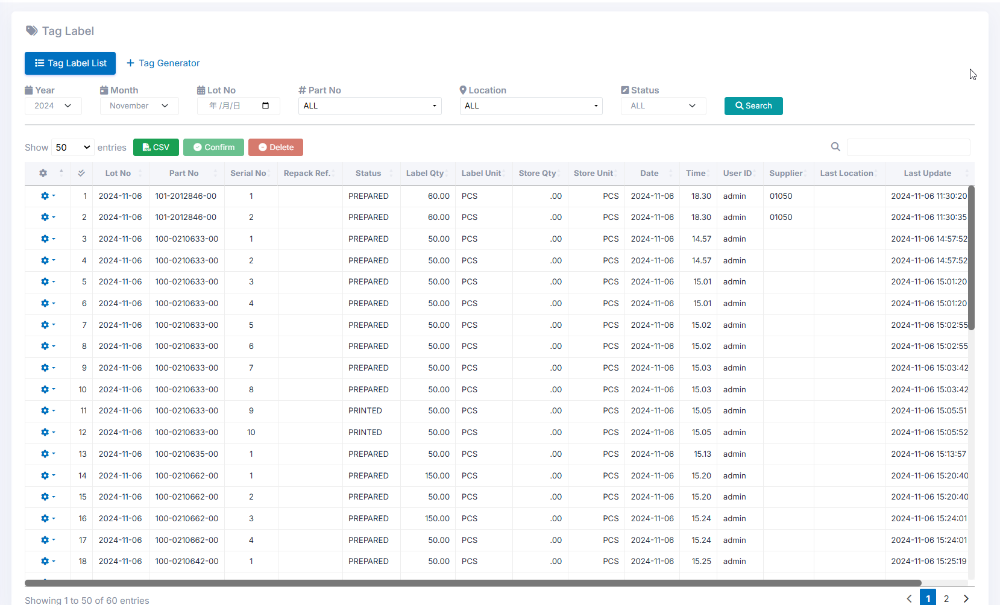 Tag Label
Tag Label List + Tag Generator
Year Month Lot No # Part No Location Status
2024 November 年 /月/日 ALL ALL ALL Search
Show 50 entries CSV Confirm Delete
Lot No Part No Serial No Repack Ref. Status Label Qty Label Unit Store Qty Store Unit Date Time User ID Supplier Last Location Last Update
1 2024-11-06 101-2012846-00 1 PREPARED 60.00 PCS .00 PCS 2024-11-06 18.30 admin 01050 2024-11-06 11:30:20
2 2024-11-06 101-2012846-00 2 PREPARED 60.00 PCS .00 PCS 2024-11-06 18.30 admin 01050 2024-11-06 11:30:35
3 2024-11-06 100-0210633-00 1 PREPARED 50.00 PCS .00 PCS 2024-11-06 14.57 admin 2024-11-06 14:57:52
4 2024-11-06 100-0210633-00 2 PREPARED 50.00 PCS .00 PCS 2024-11-06 14.57 admin 2024-11-06 14:57:52
5 2024-11-06 100-0210633-00 3 PREPARED 50.00 PCS .00 PCS 2024-11-06 15.01 admin 2024-11-06 15:01:20
6 2024-11-06 100-0210633-00 4 PREPARED 50.00 PCS .00 PCS 2024-11-06 15.01 admin 2024-11-06 15:01:20
7 2024-11-06 100-0210633-00 5 PREPARED 50.00 PCS .00 PCS 2024-11-06 15.02 admin 2024-11-06 15:02:55
8 2024-11-06 100-0210633-00 6 PREPARED 50.00 PCS .00 PCS 2024-11-06 15.02 admin 2024-11-06 15:02:55
9 2024-11-06 100-0210633-00 7 PREPARED 50.00 PCS .00 PCS 2024-11-06 15.03 admin 2024-11-06 15:03:42
10 2024-11-06 100-0210633-00 8 PREPARED 50.00 PCS .00 PCS 2024-11-06 15.03 admin 2024-11-06 15:03:42
11 2024-11-06 100-0210633-00 9 PRINTED 50.00 PCS .00 PCS 2024-11-06 15.05 admin 2024-11-06 15:05:51
12 2024-11-06 100-0210633-00 10 PRINTED 50.00 PCS .00 PCS 2024-11-06 15.05 admin 2024-11-06 15:05:52
13 2024-11-06 100-0210635-00 1 PREPARED 50.00 PCS .00 PCS 2024-11-06 15.13 admin 2024-11-06 15:13:57
14 2024-11-06 100-0210662-00 1 PREPARED 150.00 PCS .00 PCS 2024-11-06 15.20 admin 2024-11-06 15:20:40
15 2024-11-06 100-0210662-00 2 PREPARED 50.00 PCS .00 PCS 2024-11-06 15.20 admin 2024-11-06 15:20:40
16 2024-11-06 100-0210662-00 3 PREPARED 150.00 PCS .00 PCS 2024-11-06 15.24 admin 2024-11-06 15:24:01
17 2024-11-06 100-0210662-00 4 PREPARED 50.00 PCS .00 PCS 2024-11-06 15.24 admin 2024-11-06 15:24:01
18 2024-11-06 100-0210642-00 1 PREPARED 50.00 PCS .00 PCS 2024-11-06 15.25 admin 2024-11-06 15:25:19
Showing 1 to 50 of 60 entries 1 2